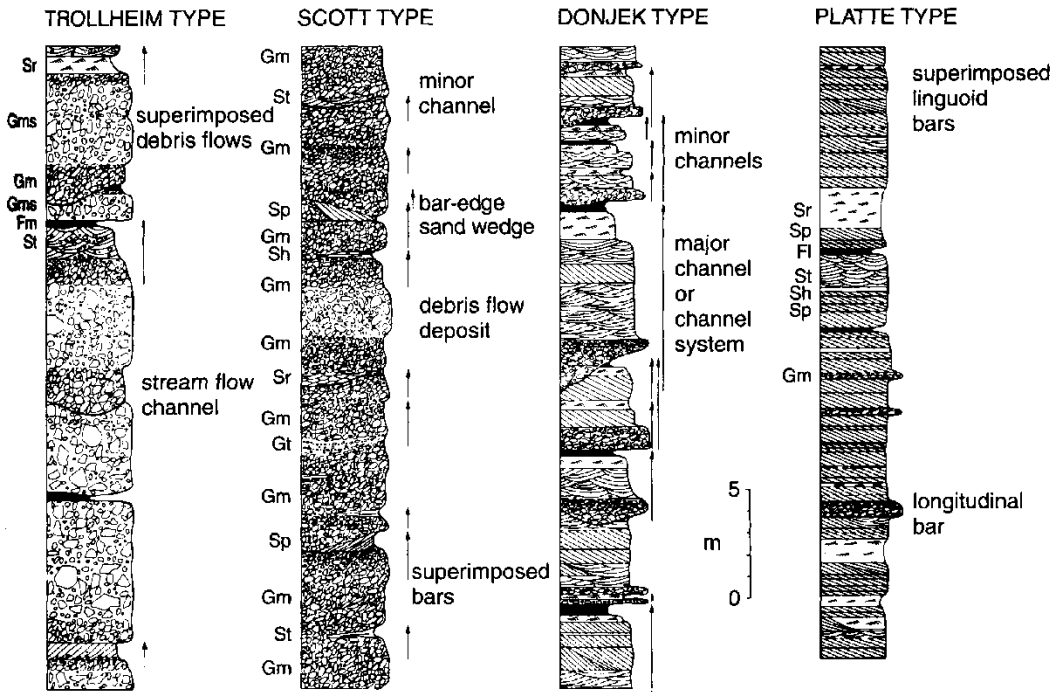 TROLLHEIM TYPE
SCOTT TYPE
DONJEK TYPE
PLATTE TYPE
Sr
Gms
Gm
Gms
Fm
St
superimposed
debris flows
stream flow
channel
Gm
St
Gm
Sp
Gm
Sh
Gm
Gm
Sr
Gm
Gt
Gm
Sp
Gm
St
Gm
minor
channel
bar-edge
sand wedge
debris flow
deposit
superimposed
bars
minor
channels
major
channel
or
channel
system
5
m
0
Sr
Sp
Fl
St
Sh
Sp
Gm
superimposed
linguoid
bars
longitudinal
bar